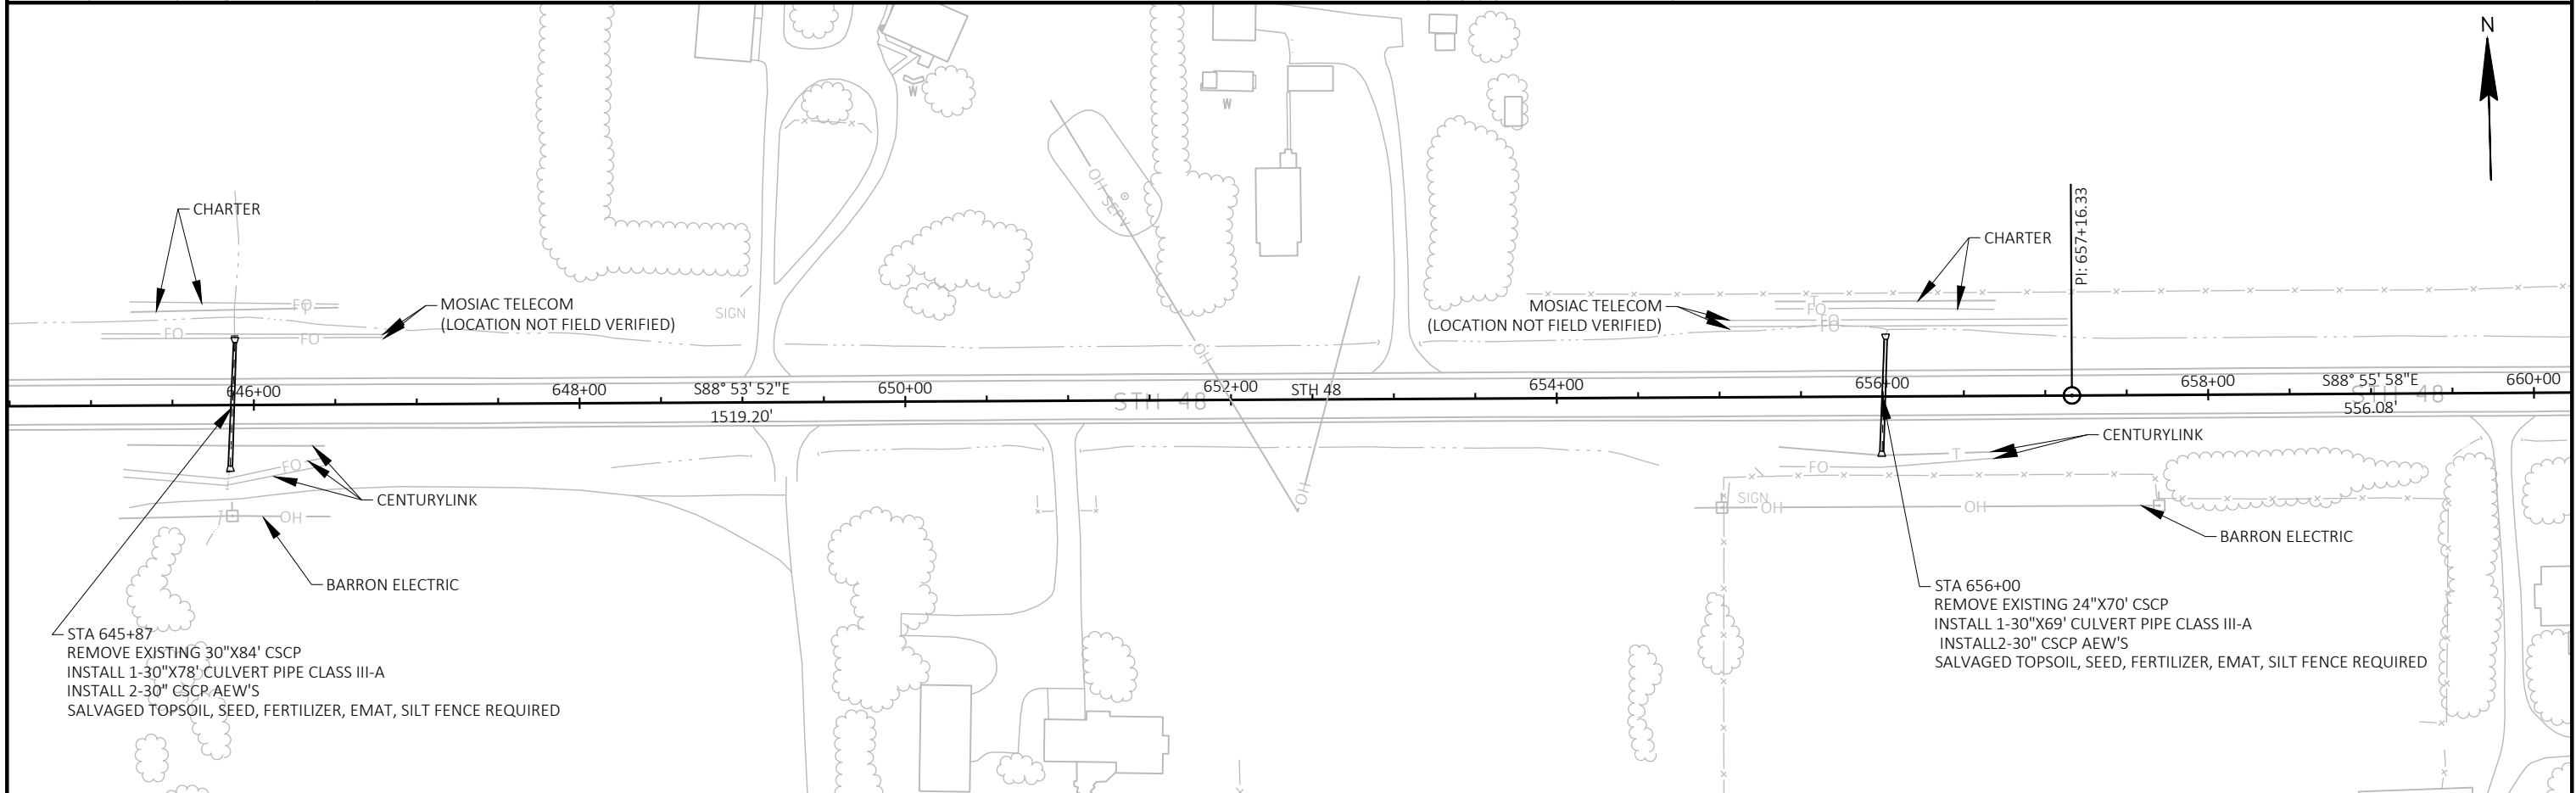 N
W
W
CHARTER
CHARTER
PI: 657+16.33
OH SERV
FO
T
MOSIAC TELECOM
(LOCATION NOT FIELD VERIFIED)
SIGN
MOSIAC TELECOM
(LOCATION NOT FIELD VERIFIED)
T
FO
FO
FO
FO
FO
OH
646+00
648+00
S88° 53' 52"E
650+00
652+00
STH 48
654+00
656+00
658+00
S88° 55' 58"E
660+00
STH 48
STH 48
1519.20'
556.08'
CENTURYLINK
FO
T
FO
CENTURYLINK
OH
SIGN
OH
OH
OH
BARRON ELECTRIC
BARRON ELECTRIC
STA 645+87
REMOVE EXISTING 30"X84' CSCP
INSTALL 1-30"X78' CULVERT PIPE CLASS III-A
INSTALL 2-30" CSCP AEW'S
SALVAGED TOPSOIL, SEED, FERTILIZER, EMAT, SILT FENCE REQUIRED
STA 656+00
REMOVE EXISTING 24"X70' CSCP
INSTALL 1-30"X69' CULVERT PIPE CLASS III-A
INSTALL2-30" CSCP AEW'S
SALVAGED TOPSOIL, SEED, FERTILIZER, EMAT, SILT FENCE REQUIRED